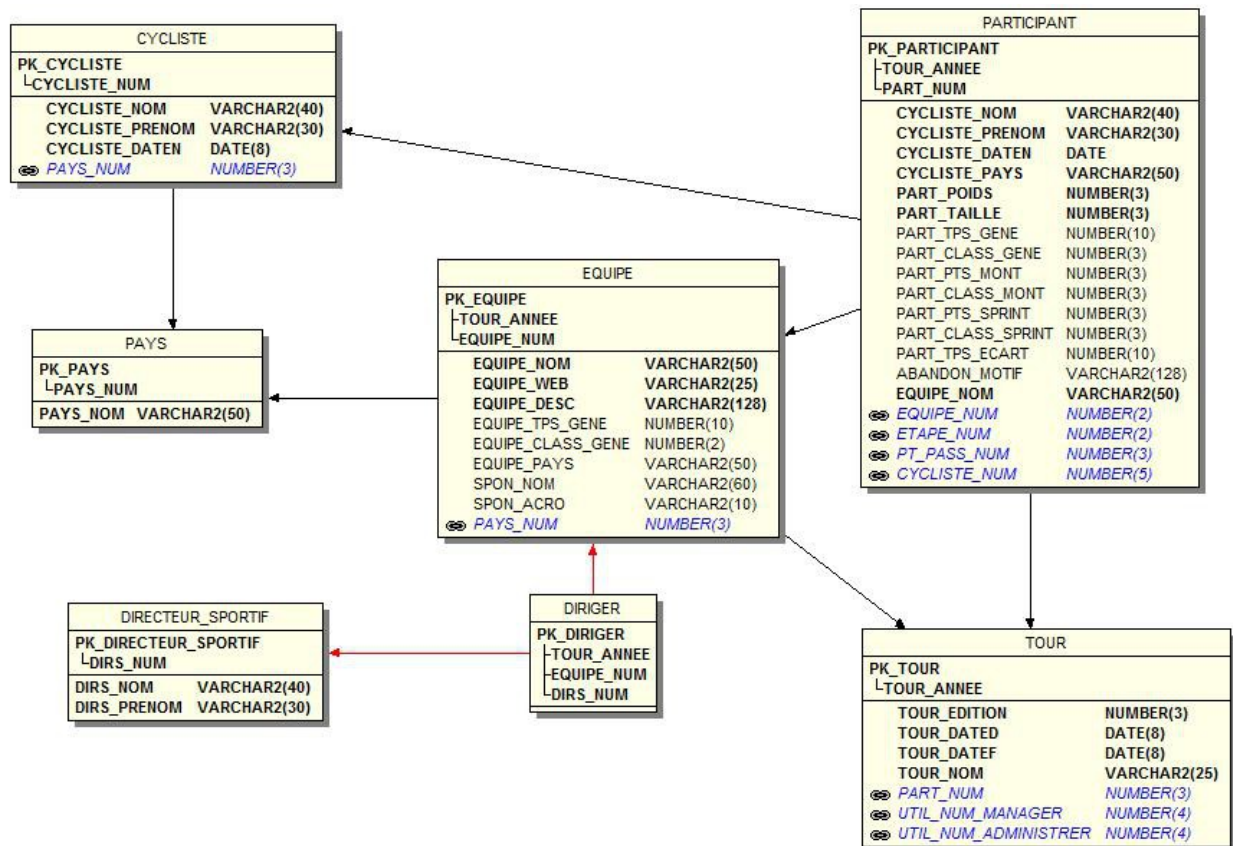 CYCLISTE
PK_CYCLISTE
CYCLISTE_NUM
CYCLISTE_NOM VARCHAR2(40)
CYCLISTE_PRENOM VARCHAR2(30)
CYCLISTE_DATEN DATE(8)
PAYS_NUM NUMBER(3)
PARTICIPANT
PK_PARTICIPANT
TOUR_ANNEE
PART_NUM
CYCLISTE_NOM VARCHAR2(40)
CYCLISTE_PRENOM VARCHAR2(30)
CYCLISTE_DATEN DATE
CYCLISTE_PAYS VARCHAR2(50)
PART_POIDS NUMBER(3)
PART_TAILLE NUMBER(3)
PART_TPS_GENE NUMBER(10)
PART_CLASS_GENE NUMBER(3)
PART_PTS_MONT NUMBER(3)
PART_CLASS_MONT NUMBER(3)
PART_PTS_SPRINT NUMBER(3)
PART_CLASS_SPRINT NUMBER(3)
PART_TPS_ECART NUMBER(10)
ABANDON_MOTIF VARCHAR2(128)
EQUIPE_NOM VARCHAR2(50)
EQUIPE_NUM NUMBER(2)
ETAPE_NUM NUMBER(2)
PT_PASS_NUM NUMBER(3)
CYCLISTE_NUM NUMBER(5)
EQUIPE
PK_EQUIPE
TOUR_ANNEE
EQUIPE_NUM
EQUIPE_NOM VARCHAR2(50)
EQUIPE_WEB VARCHAR2(25)
EQUIPE_DESC VARCHAR2(128)
EQUIPE_TPS_GENE NUMBER(10)
EQUIPE_CLASS_GENE NUMBER(2)
EQUIPE_PAYS VARCHAR2(50)
SPON_NOM VARCHAR2(60)
SPON_ACRO VARCHAR2(10)
PAYS_NUM NUMBER(3)
PAYS
PK_PAYS
PAYS_NUM
PAYS_NOM VARCHAR2(50)
DIRECTEUR_SPORTIF
PK_DIRECTEUR_SPORTIF
DIRS_NUM
DIRS_NOM VARCHAR2(40)
DIRS_PRENOM VARCHAR2(30)
DIRIGER
PK_DIRIGER
TOUR_ANNEE
EQUIPE_NUM
DIRS_NUM
TOUR
PK_TOUR
TOUR_ANNEE
TOUR_EDITION NUMBER(3)
TOUR_DATED DATE(8)
TOUR_DATEF DATE(8)
TOUR_NOM VARCHAR2(25)
PART_NUM NUMBER(3)
UTIL_NUM_MANAGER NUMBER(4)
UTIL_NUM_ADMINISTRER NUMBER(4)